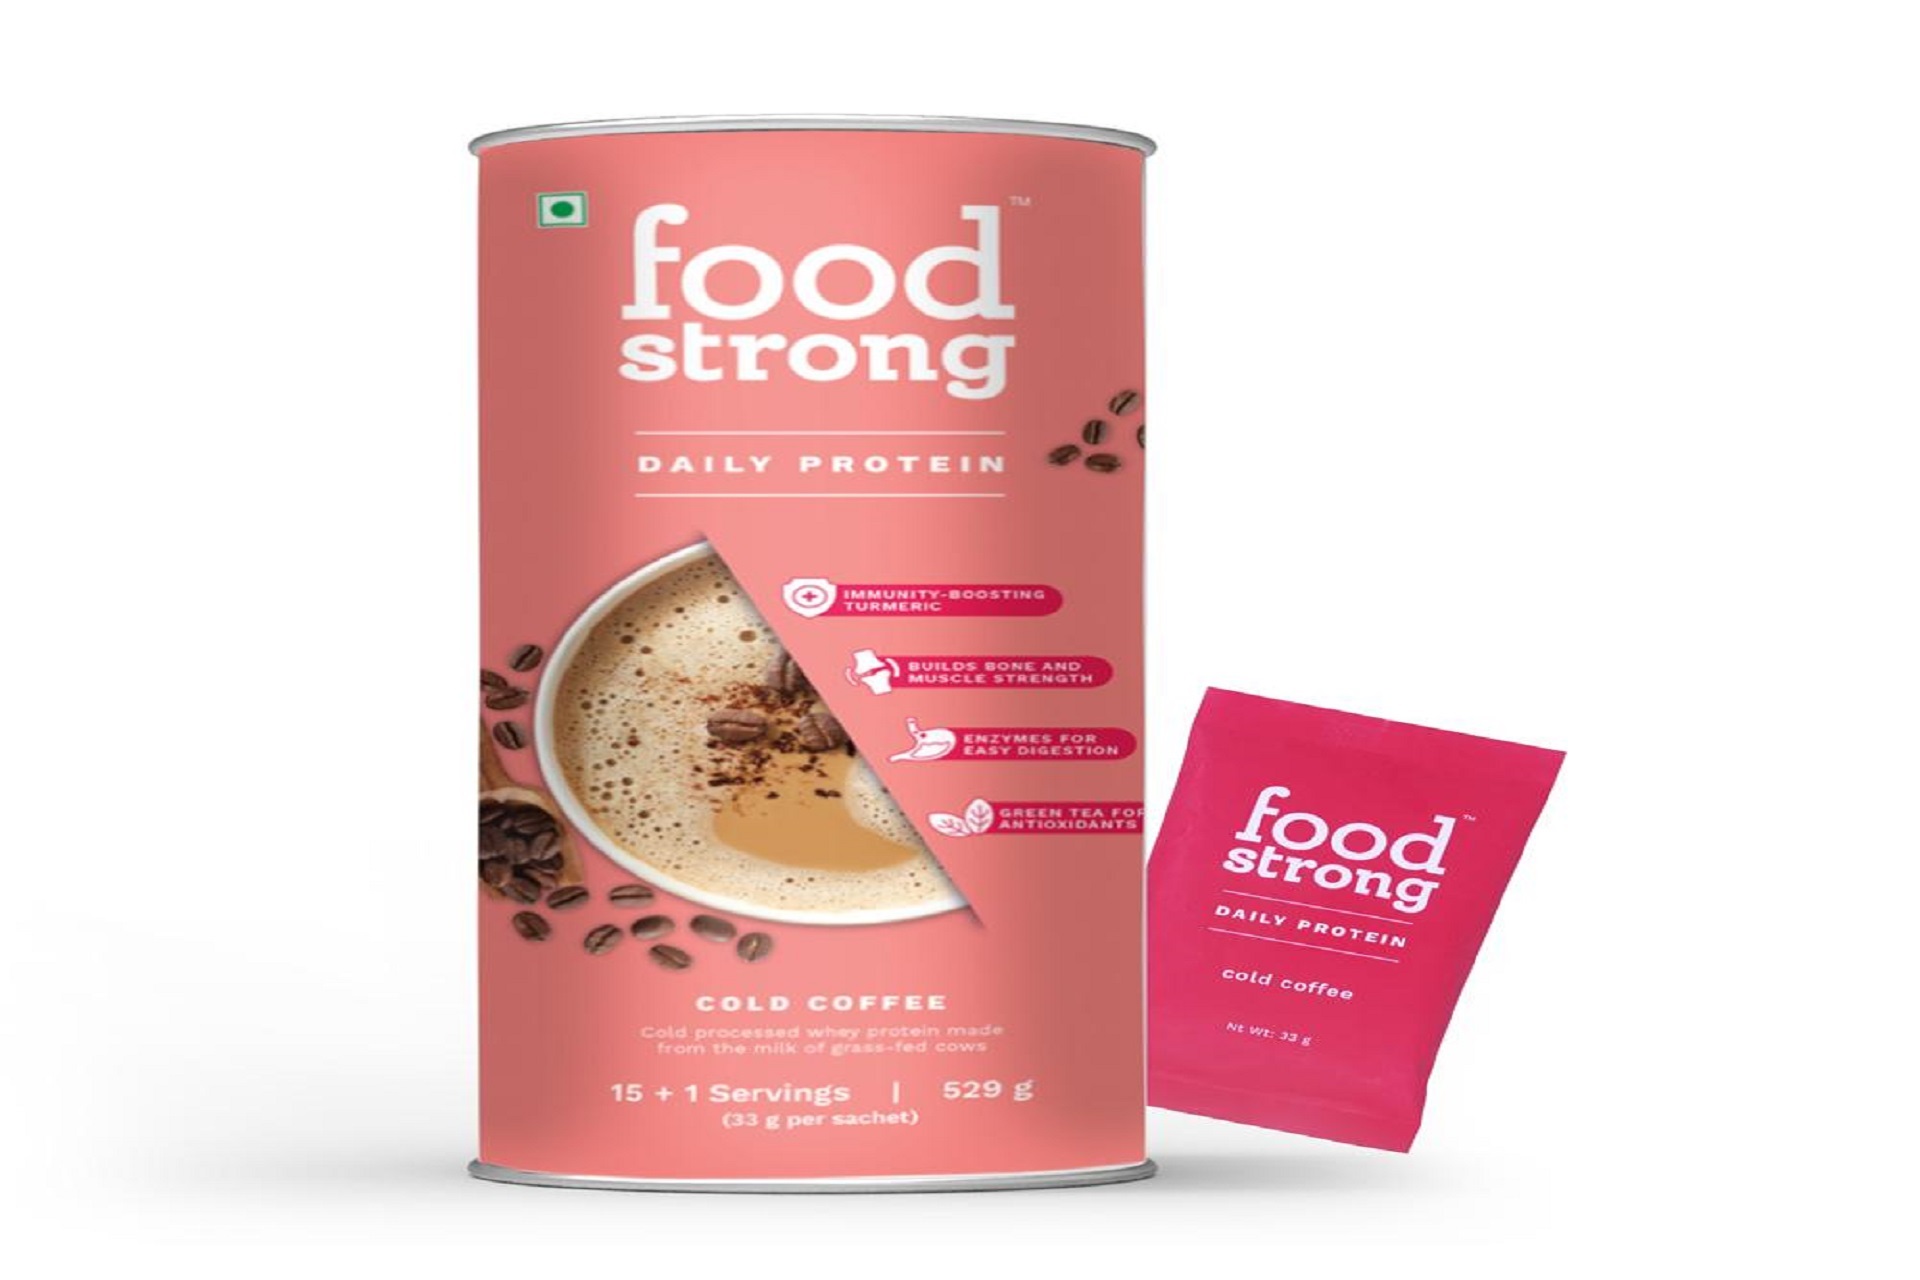 food
strong
TM
DAILY PROTEIN
IMMUNITY-BOOSTING
TURMERIC
BUILDS BONE AND
MUSCLE STRENGTH
ENZYMES FOR
EASY DIGESTION
GREEN TEA FOR
ANTIOXIDANTS
COLD COFFEE
Cold processed whey protein made
from the milk of grass-fed cows
15 + 1 Servings | 529 g
(33 g per sachet)
food
strong
TM
DAILY PROTEIN
cold coffee
Nt Wt: 33 g